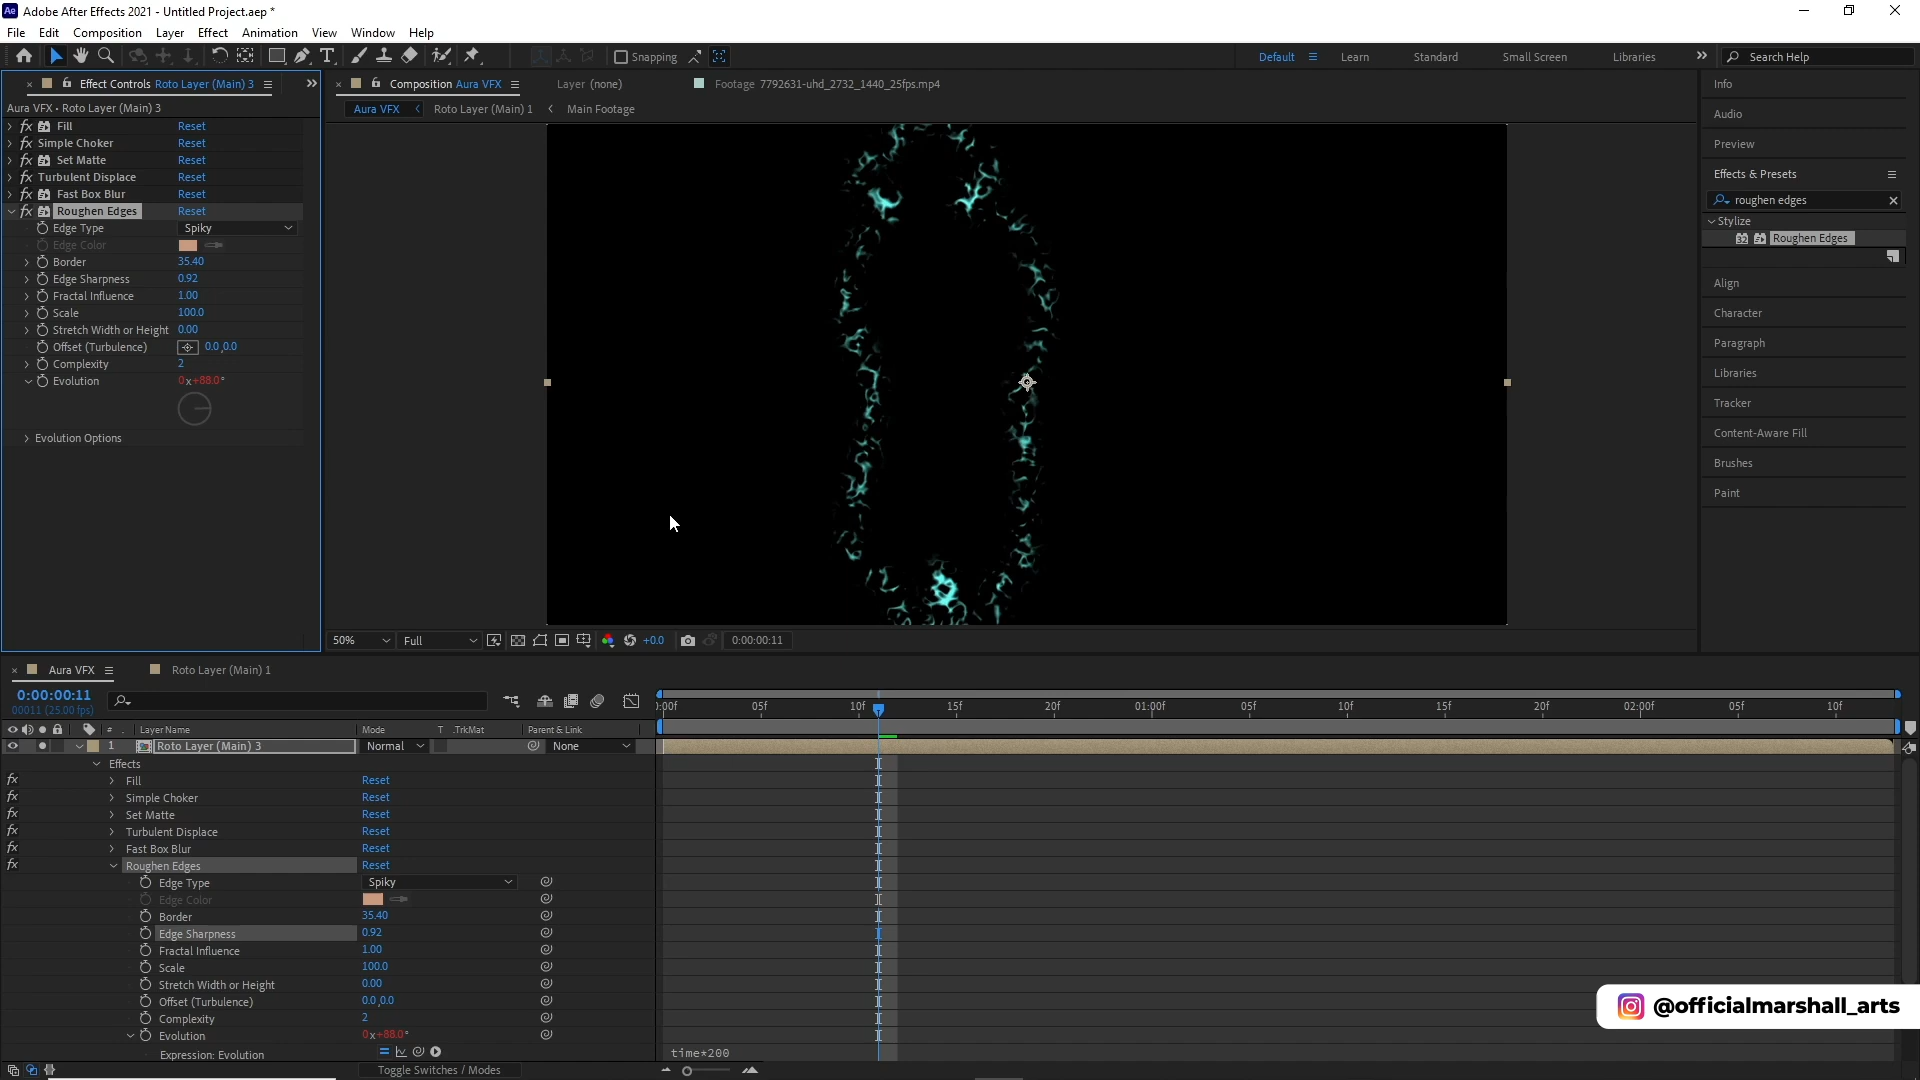 Adobe After Effects 2021 - Untitled Project.aep *
File Edit Composition Layer Effect Animation View Window Help
Snapping
Default Learn Standard Small Screen Libraries Search Help
Effect Controls Roto Layer (Main) 3
Aura VFX • Roto Layer (Main) 3
Fill Reset
Simple Choker Reset
Set Matte Reset
Turbulent Displace Reset
Fast Box Blur Reset
Roughen Edges Reset
Edge Type Spiky
Edge Color
Border 35.40
Edge Sharpness 0.92
Fractal Influence 1.00
Scale 100.0
Stretch Width or Height 0.00
Offset (Turbulence) 0.0,0.0
Complexity 2
Evolution 0x+88.0°
Evolution Options
Composition Aura VFX Layer (none) Footage 7792631-uhd_2732_1440_25fps.mp4
Aura VFX Roto Layer (Main) 1 Main Footage
50% Full +0.0 0:00:00:11
Info
Audio
Preview
Effects & Presets
roughen edges
Stylize
32 Roughen Edges
Align
Character
Paragraph
Libraries
Tracker
Content-Aware Fill
Brushes
Paint
Aura VFX Roto Layer (Main) 1
0:00:00:11
00011 (25.00 fps)
):00f 05f 10f 15f 20f 01:00f 05f 10f 15f 20f 02:00f 05f 10f
# Layer Name Mode T .TrkMat Parent & Link
1 Roto Layer (Main) 3 Normal None
Effects
fx Fill Reset
fx Simple Choker Reset
fx Set Matte Reset
fx Turbulent Displace Reset
fx Fast Box Blur Reset
fx Roughen Edges Reset
Edge Type Spiky
Edge Color
Border 35.40
Edge Sharpness 0.92
Fractal Influence 1.00
Scale 100.0
Stretch Width or Height 0.00
Offset (Turbulence) 0.0,0.0
Complexity 2
Evolution 0x+88.0°
Expression: Evolution time*200
Toggle Switches / Modes
@officialmarshall_arts